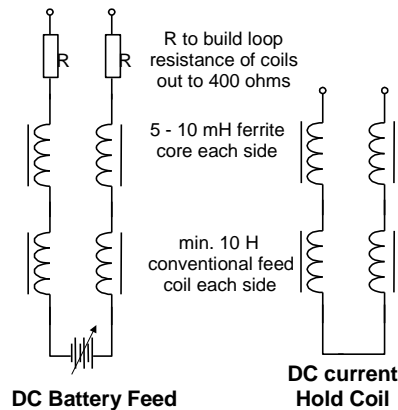 R
R
R to build loop
resistance of coils
out to 400 ohms
5 - 10 mH ferrite
core each side
min. 10 H
conventional feed
coil each side
DC Battery Feed
DC current
Hold Coil